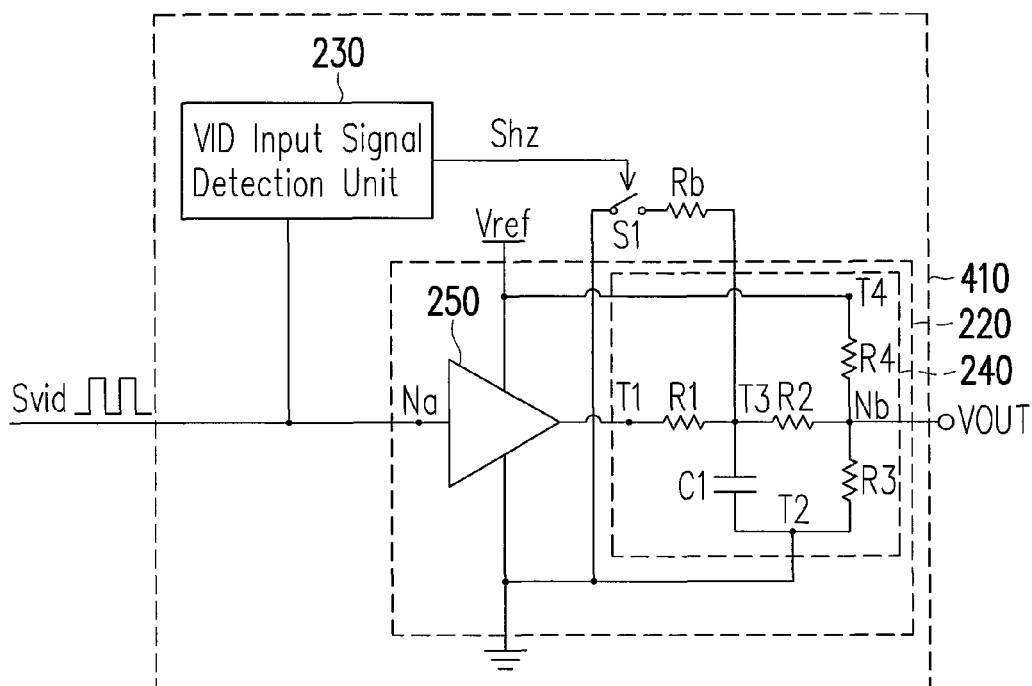 230
VID Input Signal
Detection Unit
Shz
Rb
S1
Vref
410
T4
250
220
R4
240
Svid
Na
T1
R1
T3
R2
Nb
VOUT
C1
R3
T2